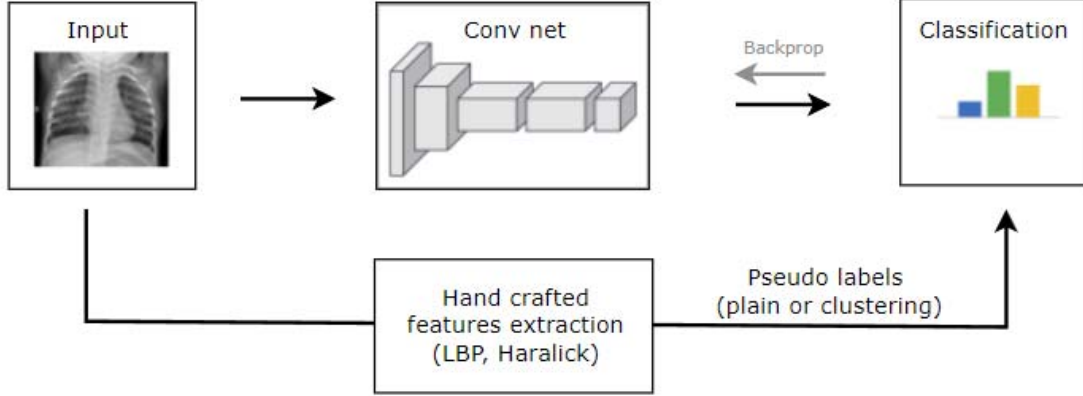 Input
Conv net
Backprop
Classification
Hand crafted
features extraction
(LBP, Haralick)
Pseudo labels
(plain or clustering)